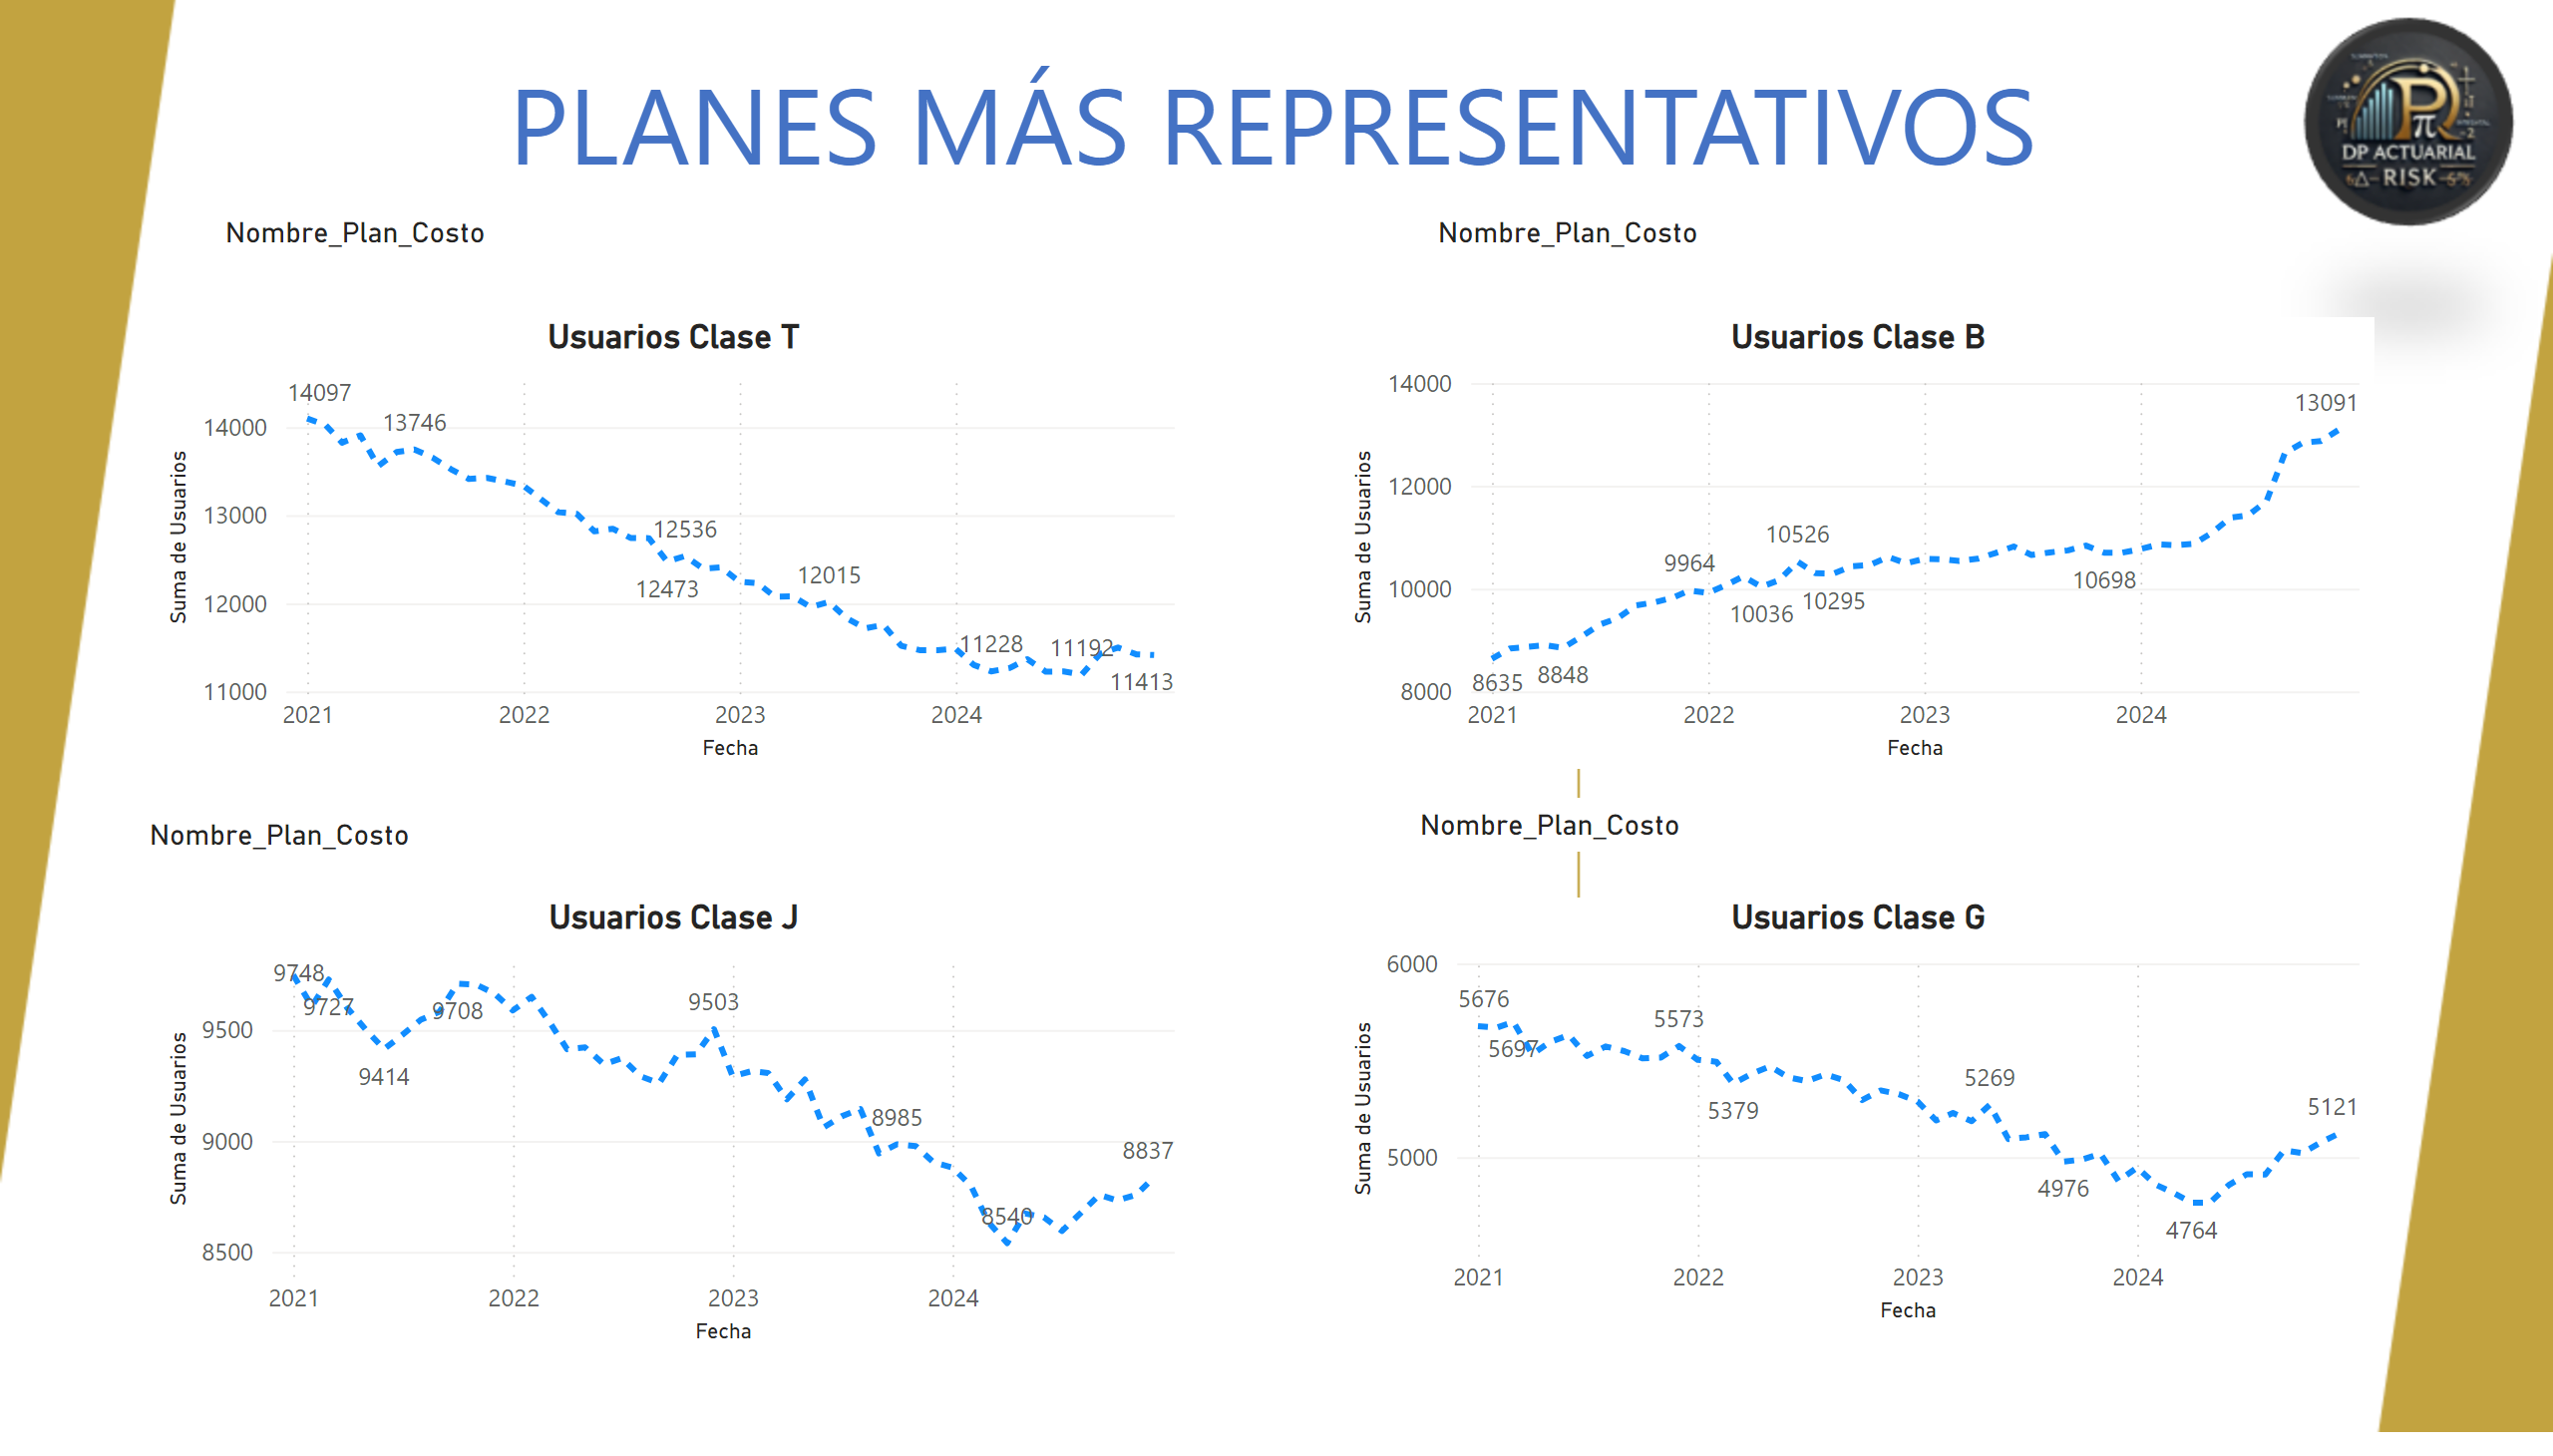 PLANES MÁS REPRESENTATIVOS
DP ACTUARIAL
RISK
Nombre_Plan_Costo
Usuarios Clase T
Suma de Usuarios
14000
13000
12000
11000
14097
13746
12536
12473
12015
11228
11192
11413
2021 2022 2023 2024
Fecha
Nombre_Plan_Costo
Usuarios Clase B
Suma de Usuarios
14000
12000
10000
8000
8635
8848
9964
10036
10526
10295
10698
13091
2021 2022 2023 2024
Fecha
Nombre_Plan_Costo
Usuarios Clase J
Suma de Usuarios
9500
9000
8500
9748
9727
9414
9708
9503
8985
8540
8837
2021 2022 2023 2024
Fecha
Nombre_Plan_Costo
Usuarios Clase G
Suma de Usuarios
6000
5000
5676
5697
5573
5379
5269
4976
4764
5121
2021 2022 2023 2024
Fecha